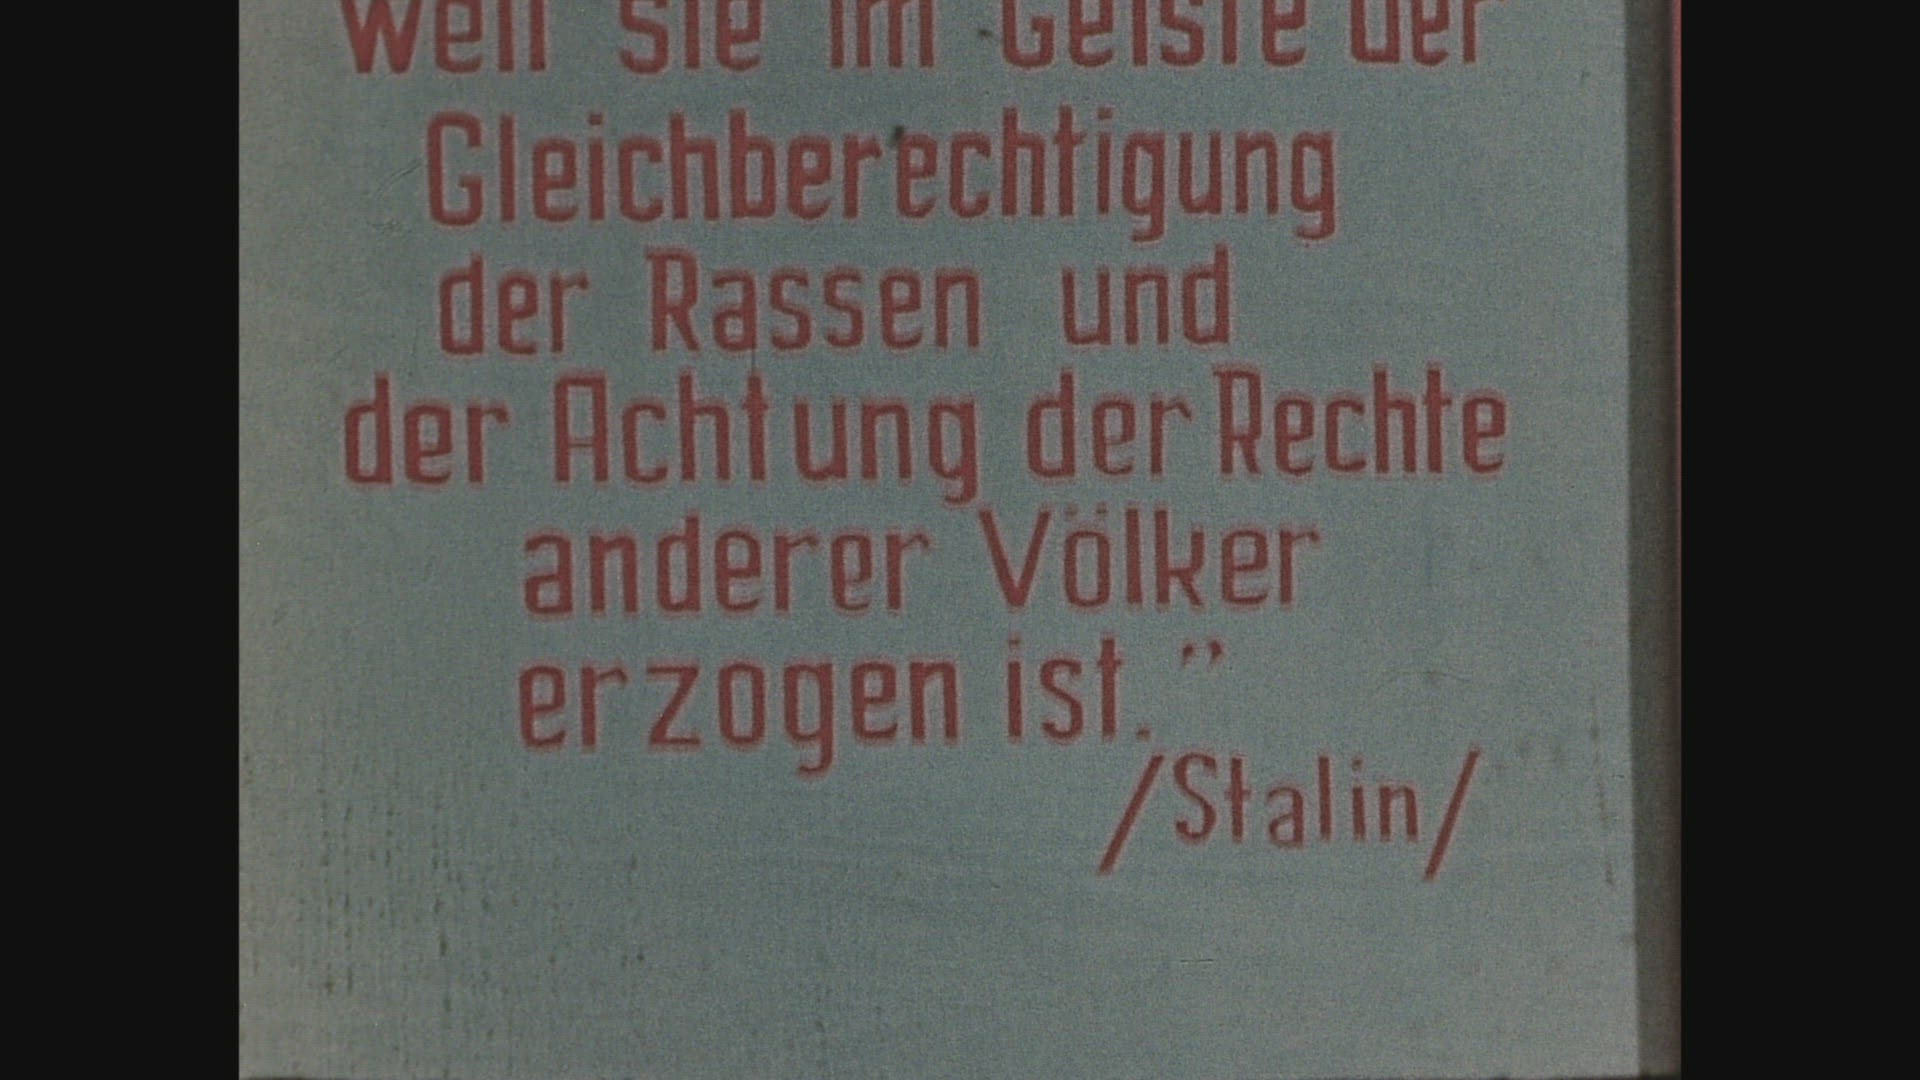 weil sie im Geiste der
Gleichberechtigung
der Rassen und
der Achtung der Rechte
anderer Völker
erzogen ist."
/Stalin/